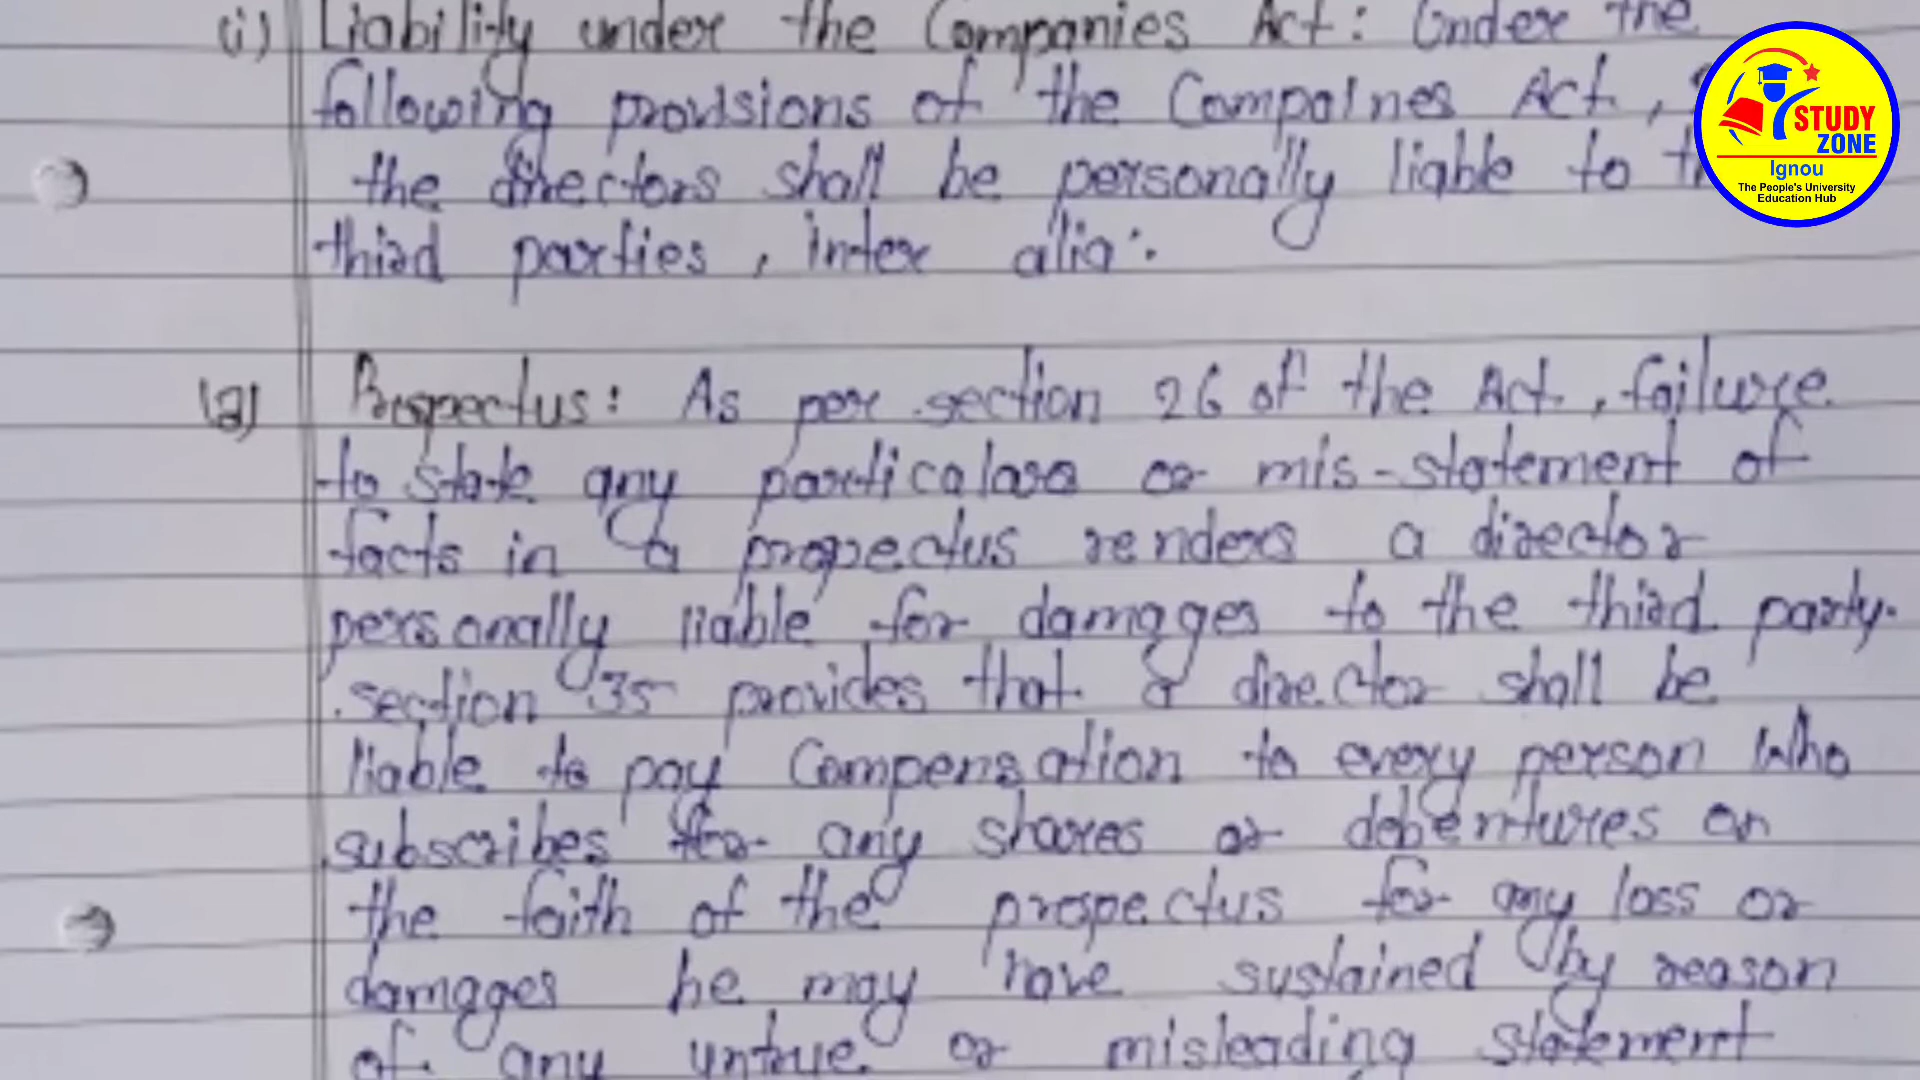 (i) Liability under the Companies Act: Under the
following provisions of the Compaines Act,
the directors shall be personally liable to
third parties, inter alia:
(a) Prospectus: As per section 26 of the Act, failure
to state any particalars or mis-statement of
facts in a propectus renders a director
personally liable for damages to the third party.
section 35 provides that a director shall be
liable to pay Compensation to every person who
subscribes for any shares or debentures on
the faith of the prospectus for any loss or
damages he may have sustained by reason
of any untrue or misleading statement
STUDY
ZONE
Ignou
The People's University
Education Hub